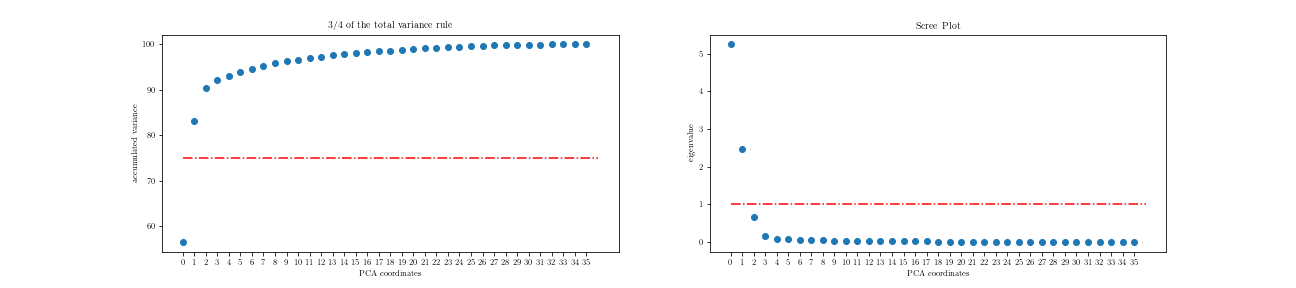 3/4 of the total variance rule
accumulated variance
100
90
80
70
60
0 1 2 3 4 5 6 7 8 9 10 11 12 13 14 15 16 17 18 19 20 21 22 23 24 25 26 27 28 29 30 31 32 33 34 35
PCA coordinates
Scree Plot
eigenvalue
5
4
3
2
1
0
0 1 2 3 4 5 6 7 8 9 10 11 12 13 14 15 16 17 18 19 20 21 22 23 24 25 26 27 28 29 30 31 32 33 34 35
PCA coordinates